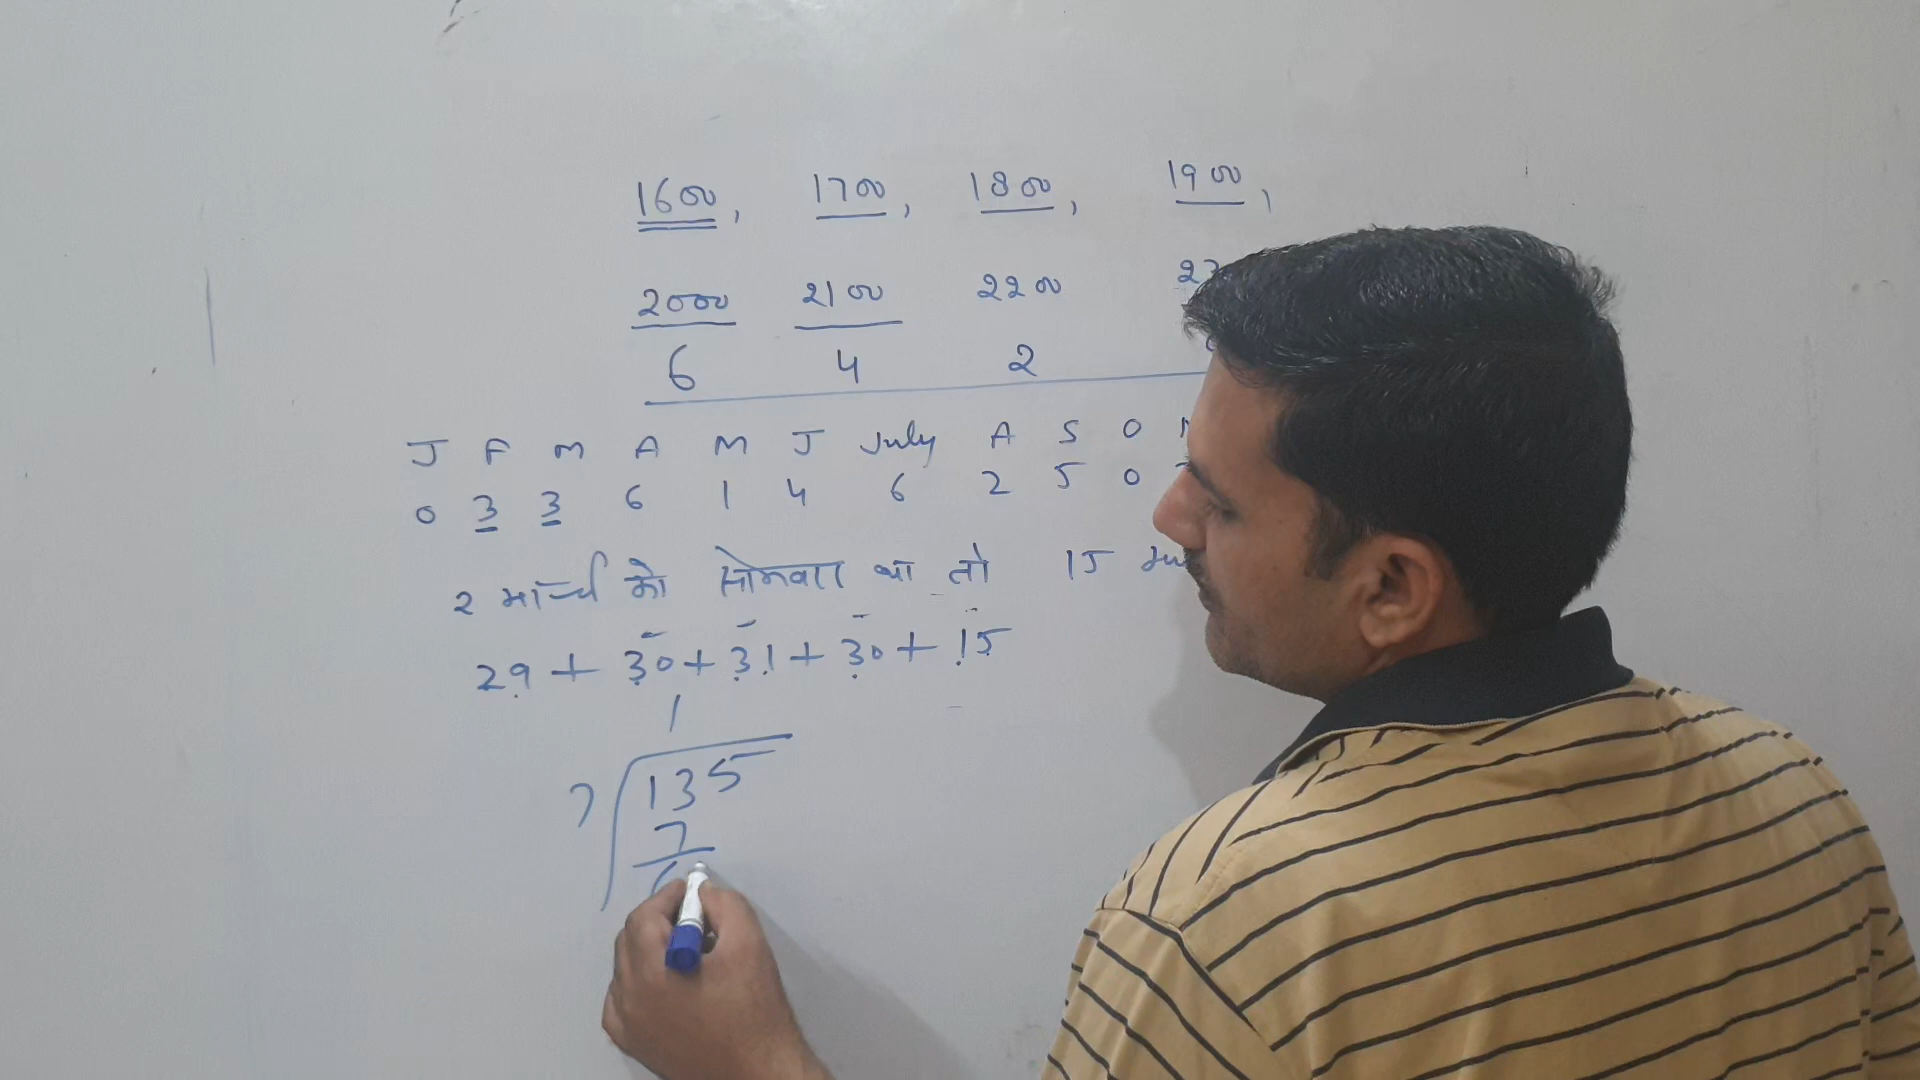 1600, 1700, 1800, 1900,
2000 2100 2200
6 4 2
J F M A M J July A S O
0 3 3 6 1 4 6 2 5 0
2 मॉर्च को सोमवार था तो 15
29 + 30 + 31 + 30 + 15
1
7 135
7
6